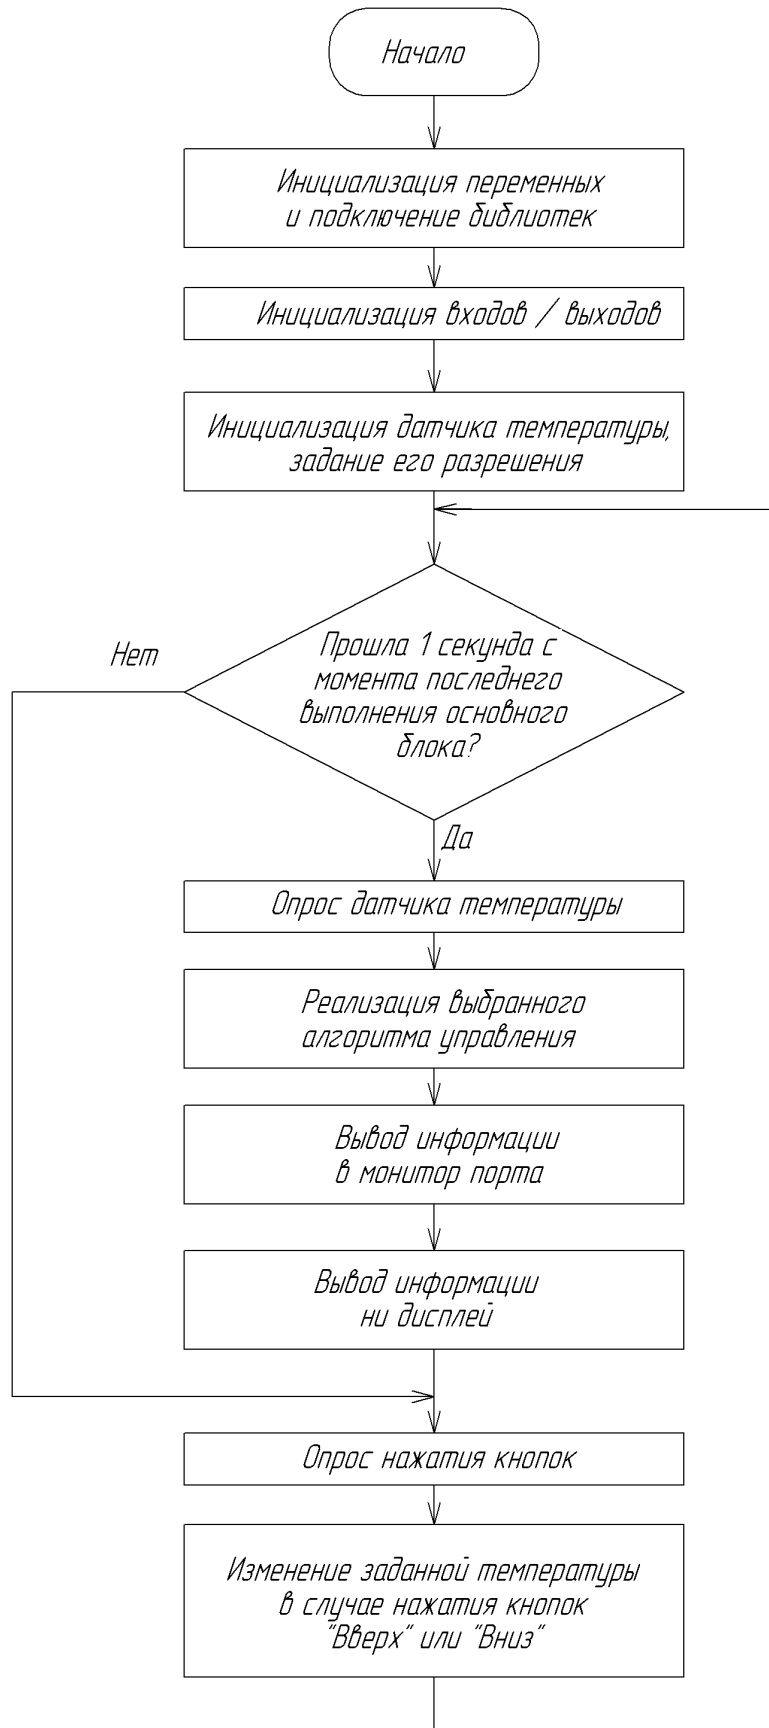 Начало
Инициализация переменных
и подключение библиотек
Инициализация входов / выходов
Инициализация датчика температуры,
задание его разрешения
Нет
Прошла 1 секунда с
момента последнего
выполнения основного
блока?
Да
Опрос датчика температуры
Реализация выбранного
алгоритма управления
Вывод информации
в монитор порта
Вывод информации
ни дисплей
Опрос нажатия кнопок
Изменение заданной температуры
в случае нажатия кнопок
"Вверх" или "Вниз"